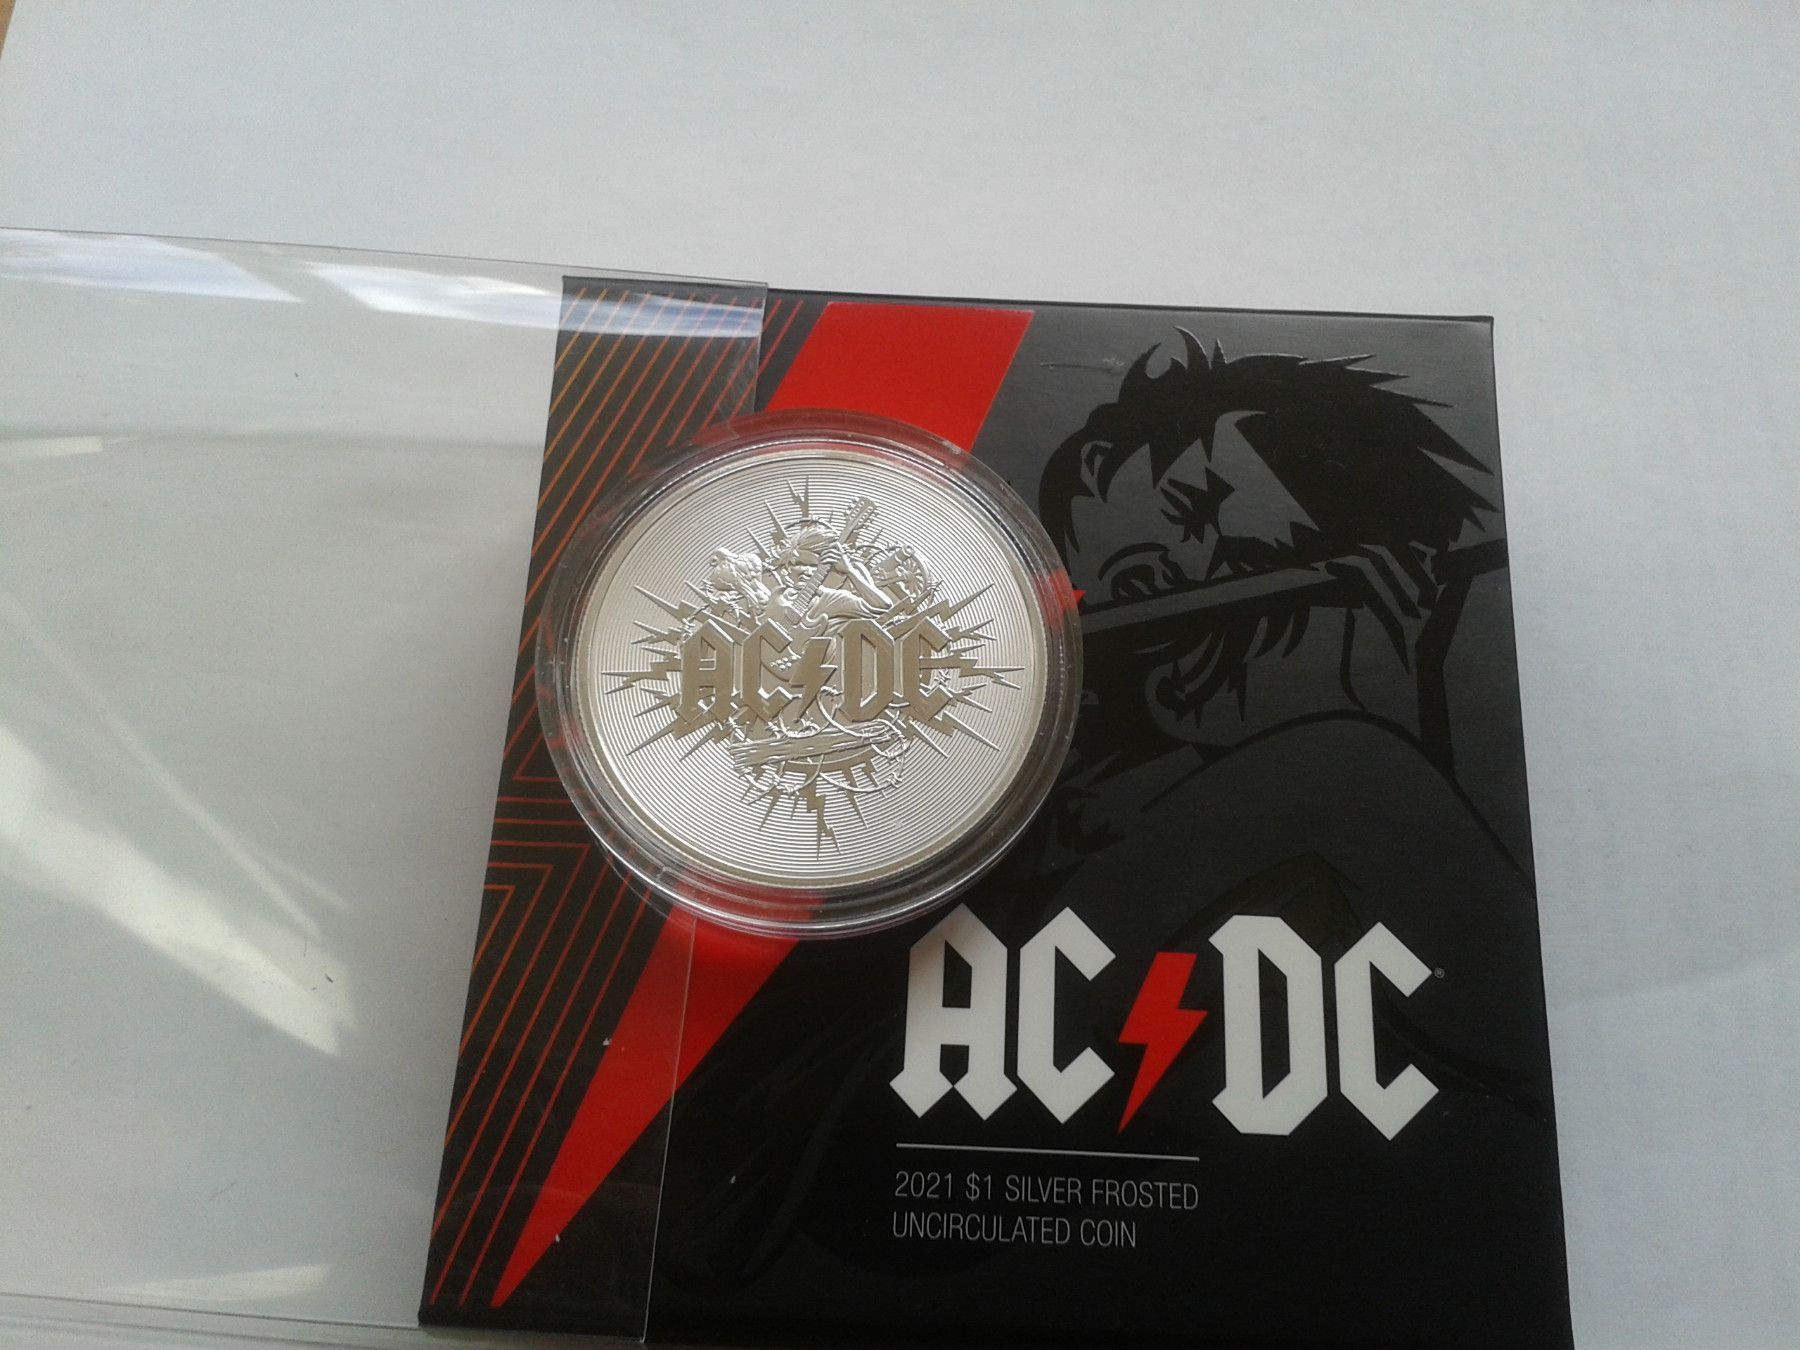 AC⚡DC
AC⚡DC®
2021 $1 SILVER FROSTED
UNCIRCULATED COIN